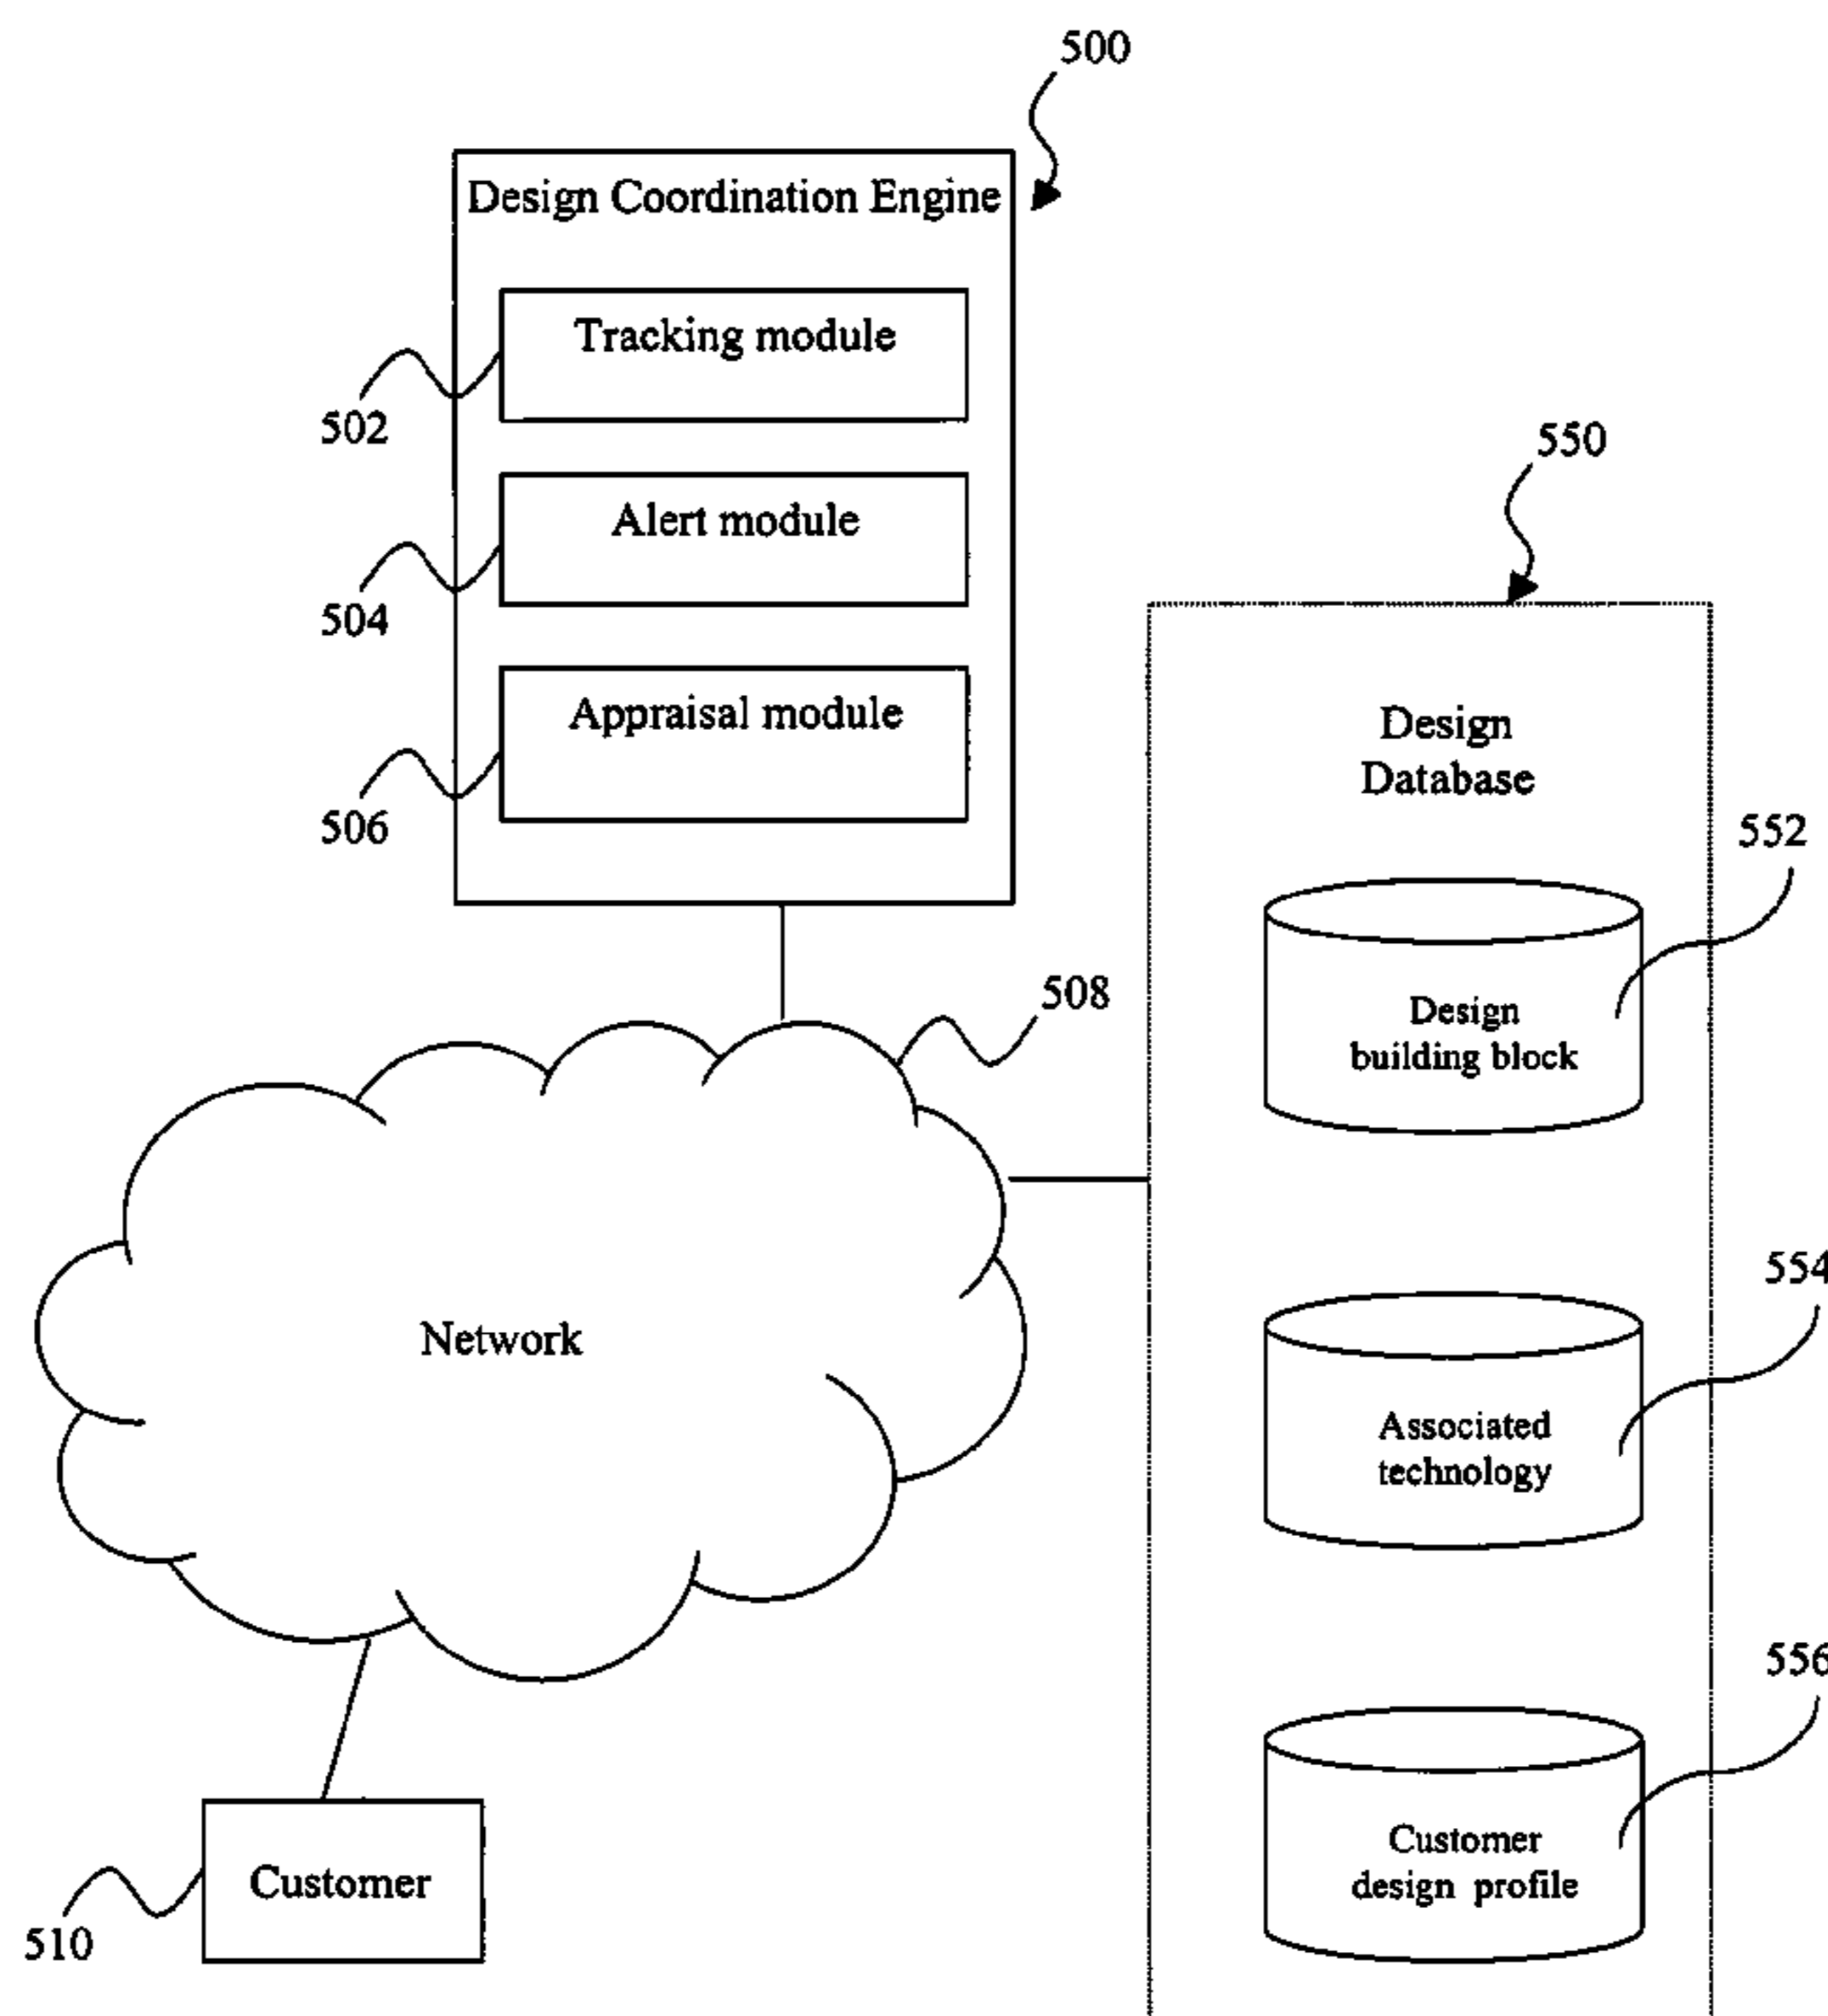 500
Design Coordination Engine
Tracking module
502
Alert module
504
Appraisal module
506
550
Design
Database
552
Design
building block
508
Network
554
Associated
technology
556
Customer
design profile
Customer
510